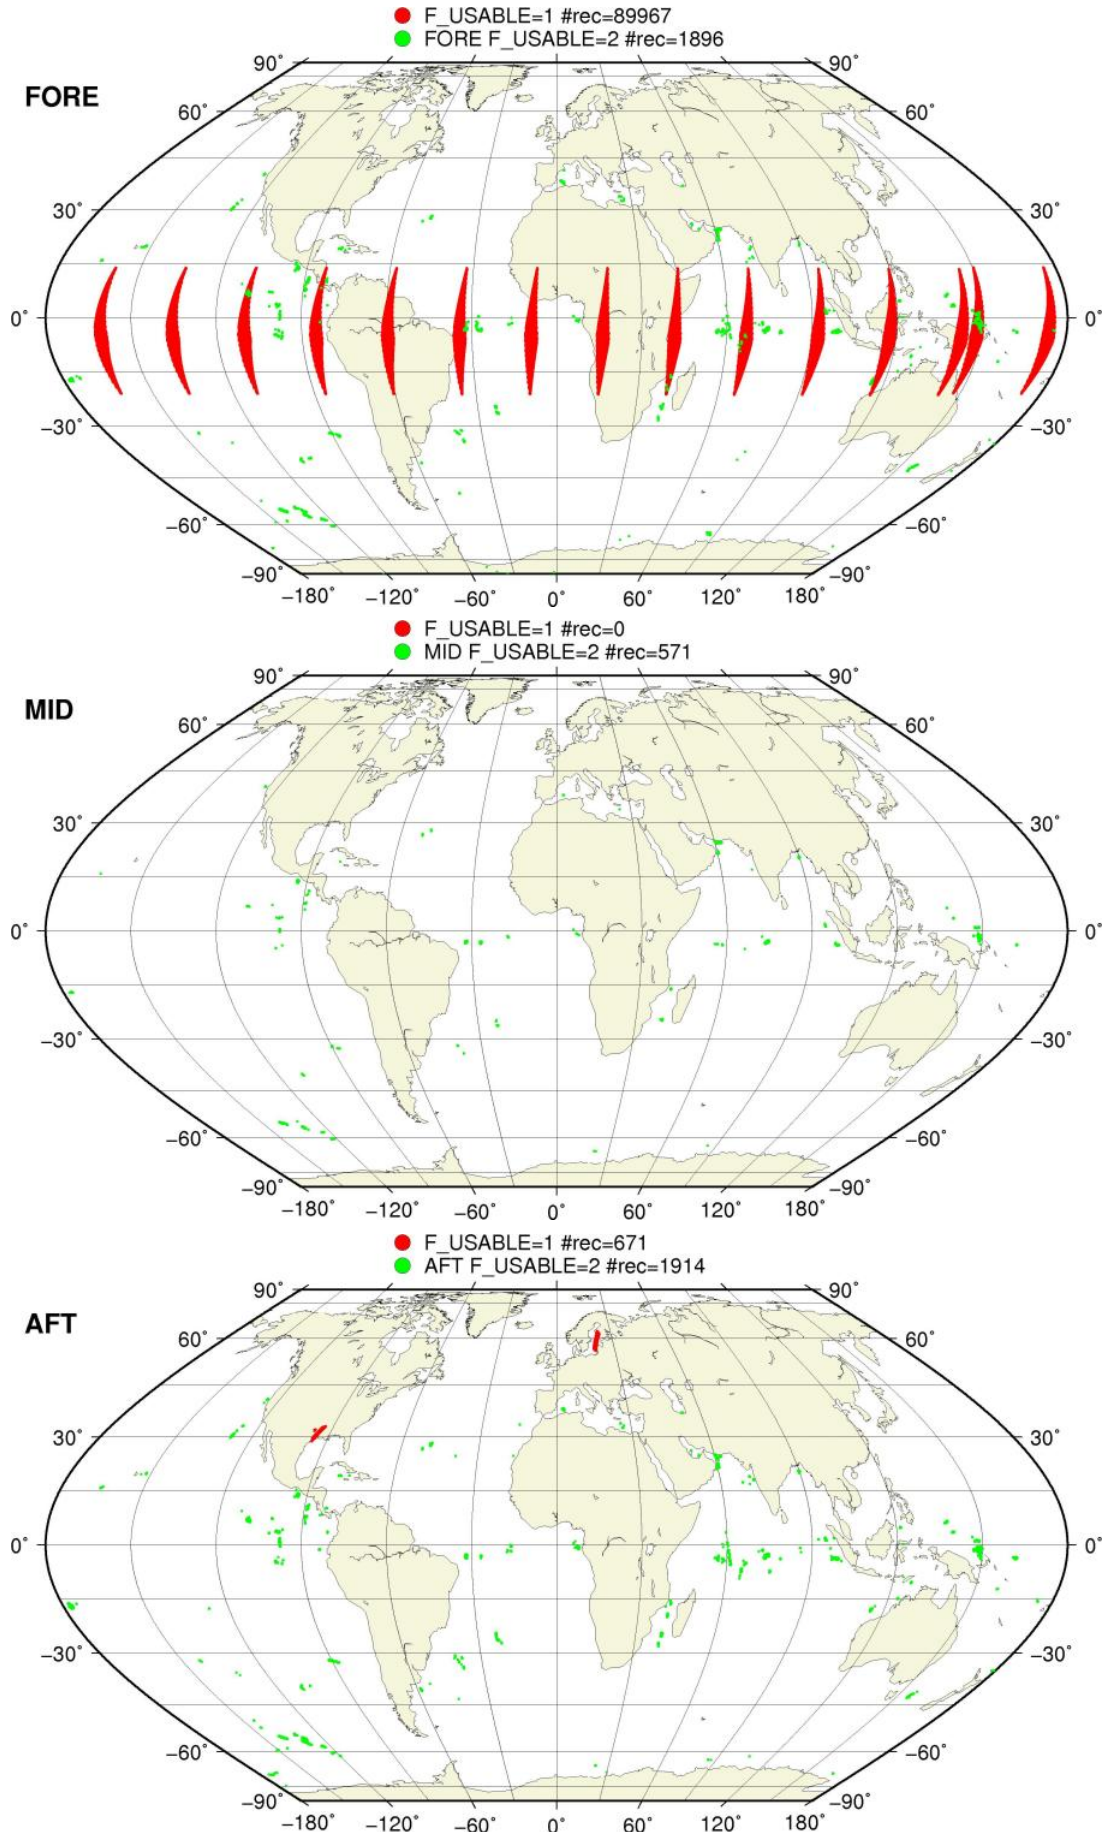 F_USABLE=1 #rec=89967
FORE F_USABLE=2 #rec=1896
FORE
90˚ 90˚
60˚ 60˚
30˚ 30˚
0˚ 0˚
−30˚ −30˚
−60˚ −60˚
−90˚ −90˚
−180˚ −120˚ −60˚ 0˚ 60˚ 120˚ 180˚
F_USABLE=1 #rec=0
MID F_USABLE=2 #rec=571
MID
90˚ 90˚
60˚ 60˚
30˚ 30˚
0˚ 0˚
−30˚ −30˚
−60˚ −60˚
−90˚ −90˚
−180˚ −120˚ −60˚ 0˚ 60˚ 120˚ 180˚
F_USABLE=1 #rec=671
AFT F_USABLE=2 #rec=1914
AFT
90˚ 90˚
60˚ 60˚
30˚ 30˚
0˚ 0˚
−30˚ −30˚
−60˚ −60˚
−90˚ −90˚
−180˚ −120˚ −60˚ 0˚ 60˚ 120˚ 180˚